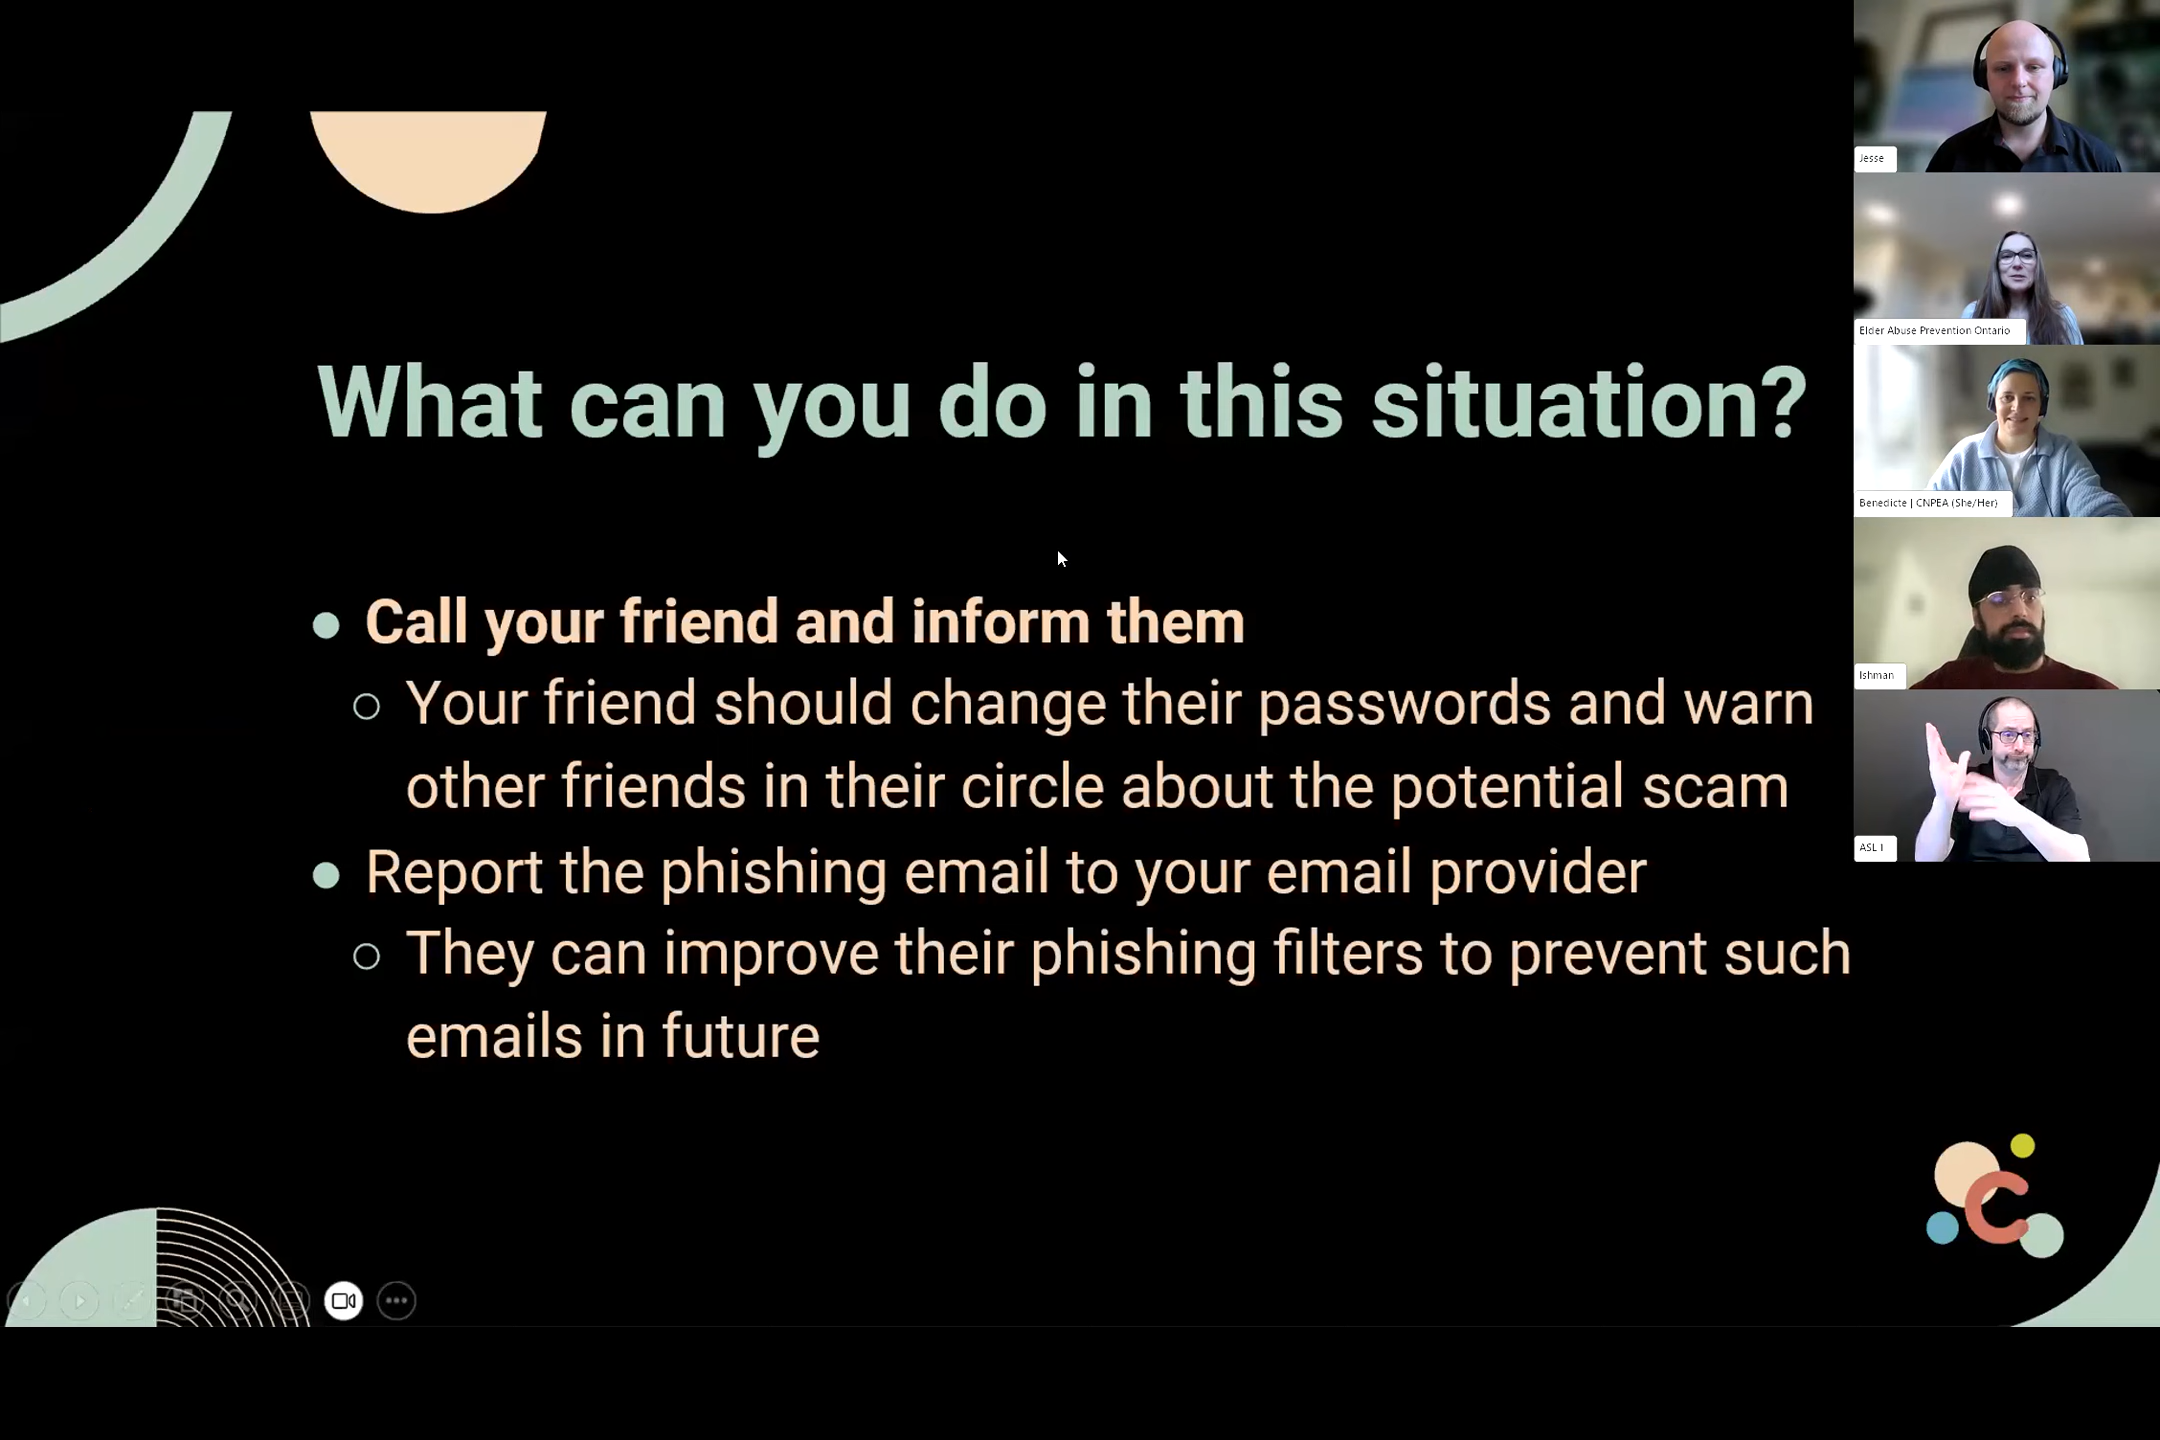 What can you do in this situation?
● Call your friend and inform them
○ Your friend should change their passwords and warn
other friends in their circle about the potential scam
● Report the phishing email to your email provider
○ They can improve their phishing filters to prevent such
emails in future
Jesse
Elder Abuse Prevention Ontario
Benedicte | CNPEA (She/Her)
Ishman
ASL I
C